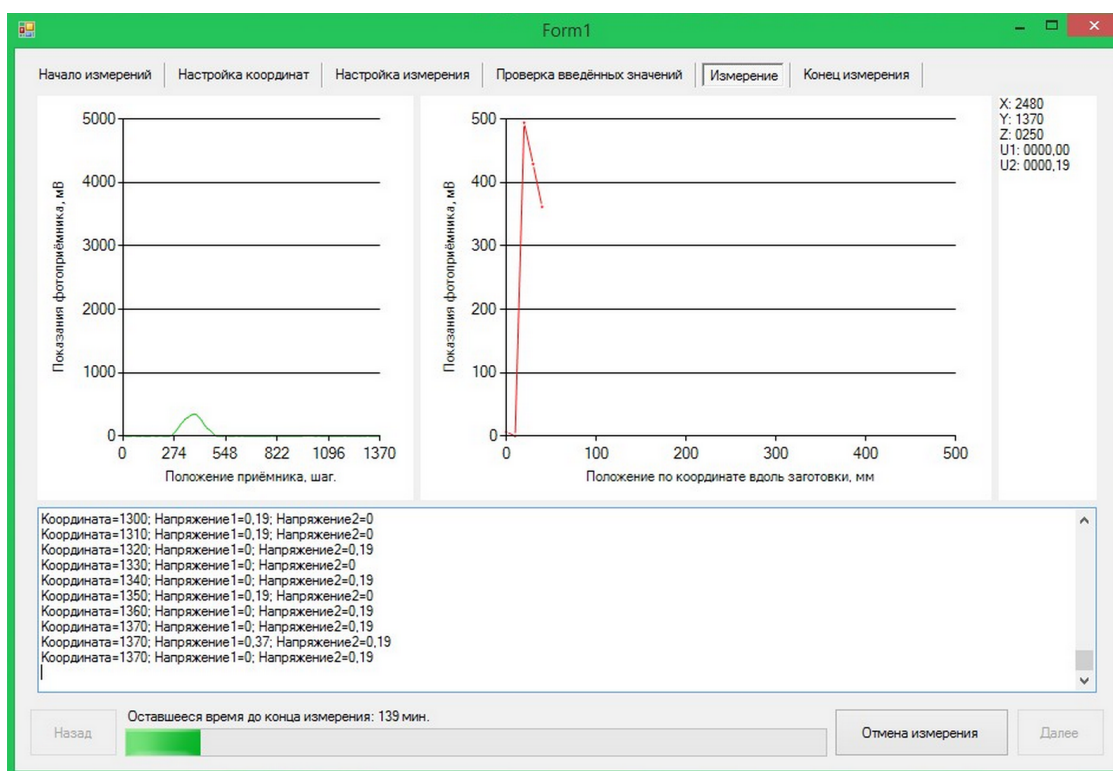 Form1
Начало измерений
Настройка координат
Настройка измерения
Проверка введённых значений
Измерение
Конец измерения
5000
4000
3000
2000
1000
0
Показания фотоприёмника, мВ
0 274 548 822 1096 1370
Положение приёмника, шаг.
500
400
300
200
100
0
Показания фотоприёмника, мВ
0 100 200 300 400 500
Положение по координате вдоль заготовки, мм
X: 2480
Y: 1370
Z: 0250
U1: 0000,00
U2: 0000,19
Координата=1300; Напряжение1=0,19; Напряжение2=0
Координата=1310; Напряжение1=0,19; Напряжение2=0
Координата=1320; Напряжение1=0; Напряжение2=0,19
Координата=1330; Напряжение1=0; Напряжение2=0
Координата=1340; Напряжение1=0; Напряжение2=0,19
Координата=1350; Напряжение1=0,19; Напряжение2=0
Координата=1360; Напряжение1=0; Напряжение2=0,19
Координата=1370; Напряжение1=0; Напряжение2=0,19
Координата=1370; Напряжение1=0,37; Напряжение2=0,19
Координата=1370; Напряжение1=0; Напряжение2=0,19
Оставшееся время до конца измерения: 139 мин.
Назад
Отмена измерения
Далее